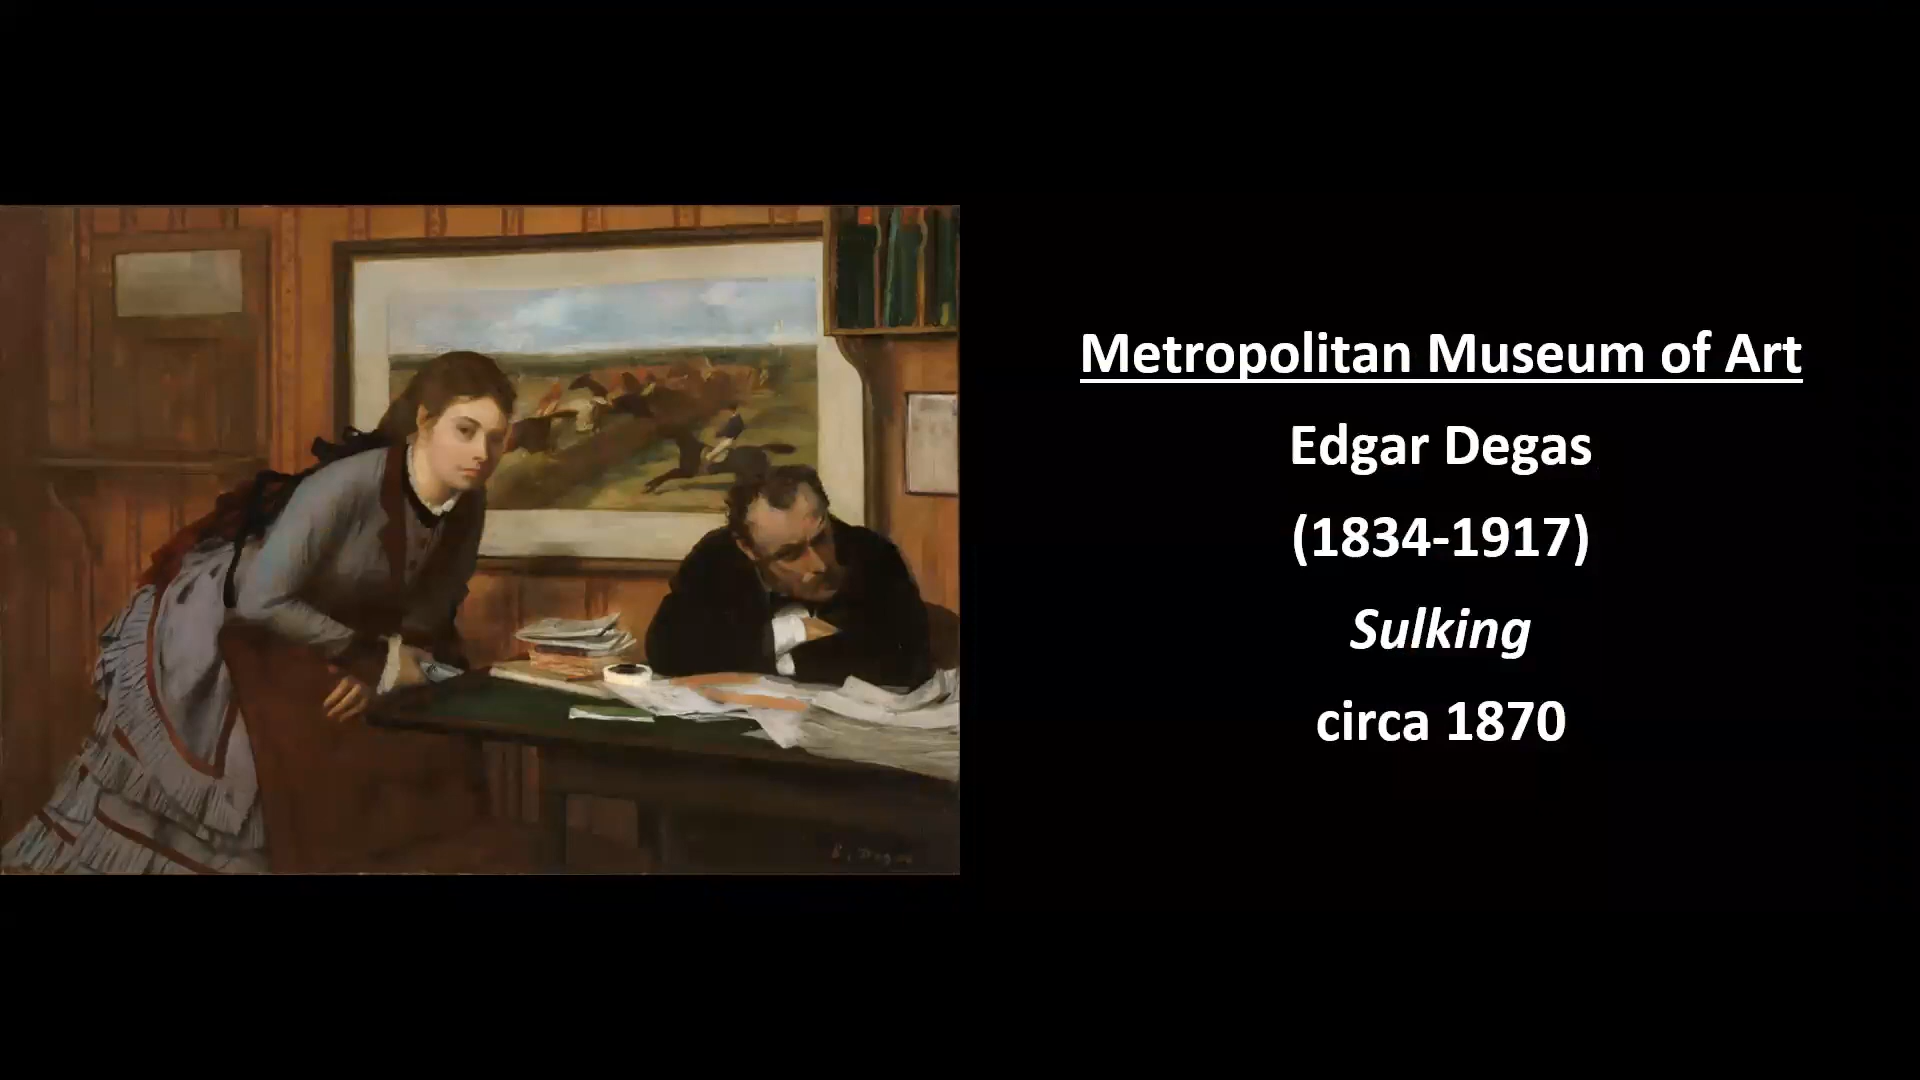 Metropolitan Museum of Art
Edgar Degas
(1834-1917)
Sulking
circa 1870